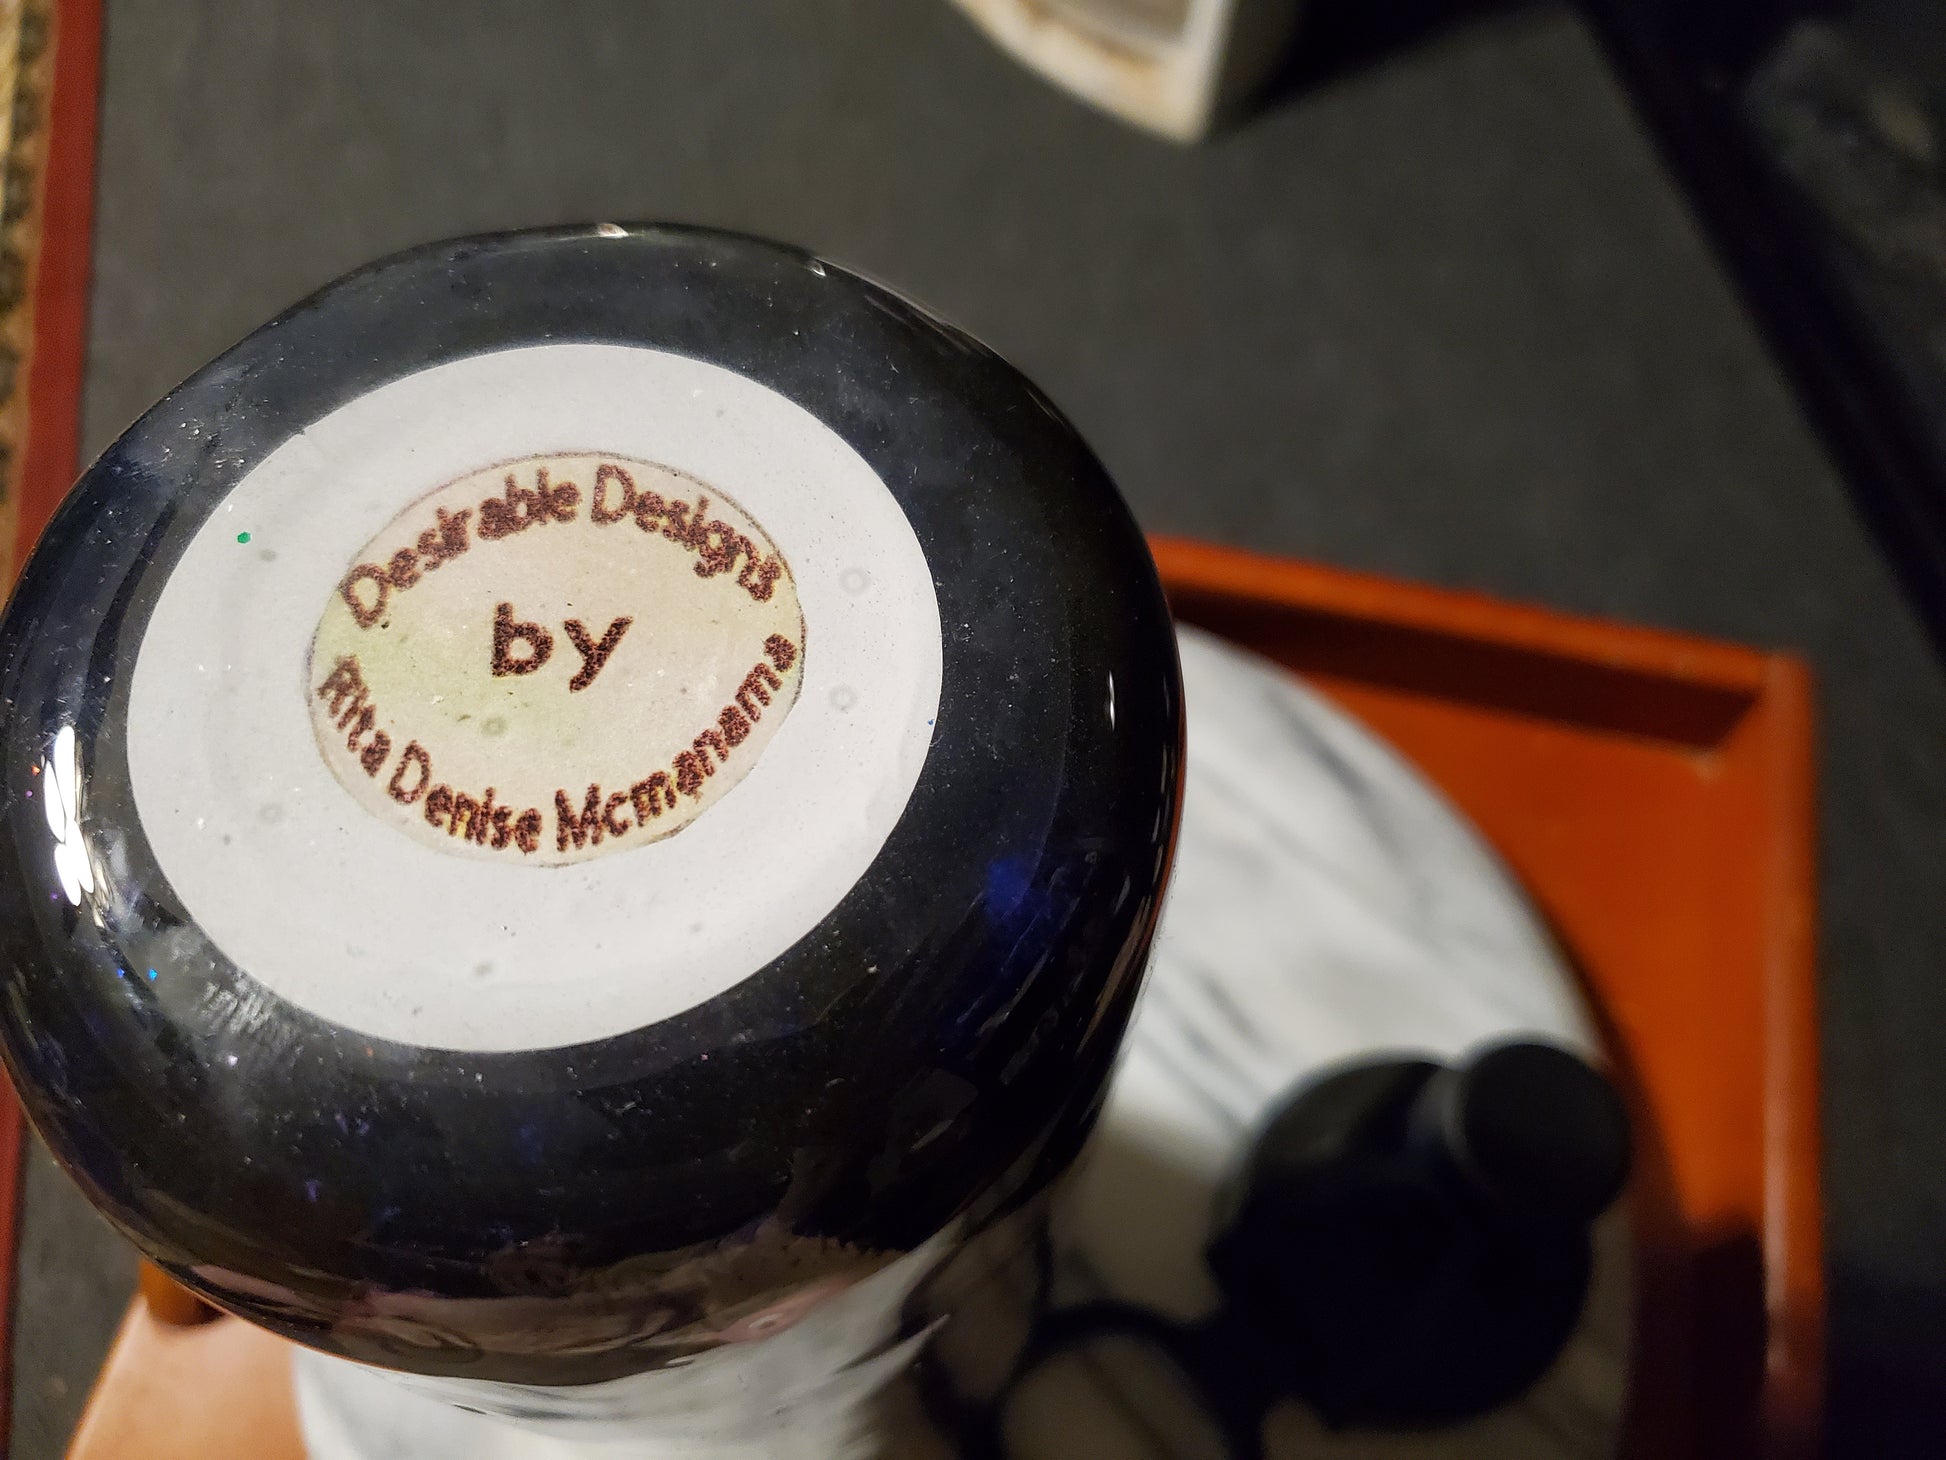 Desirable Designs
by
Rita Denise Mcmanama